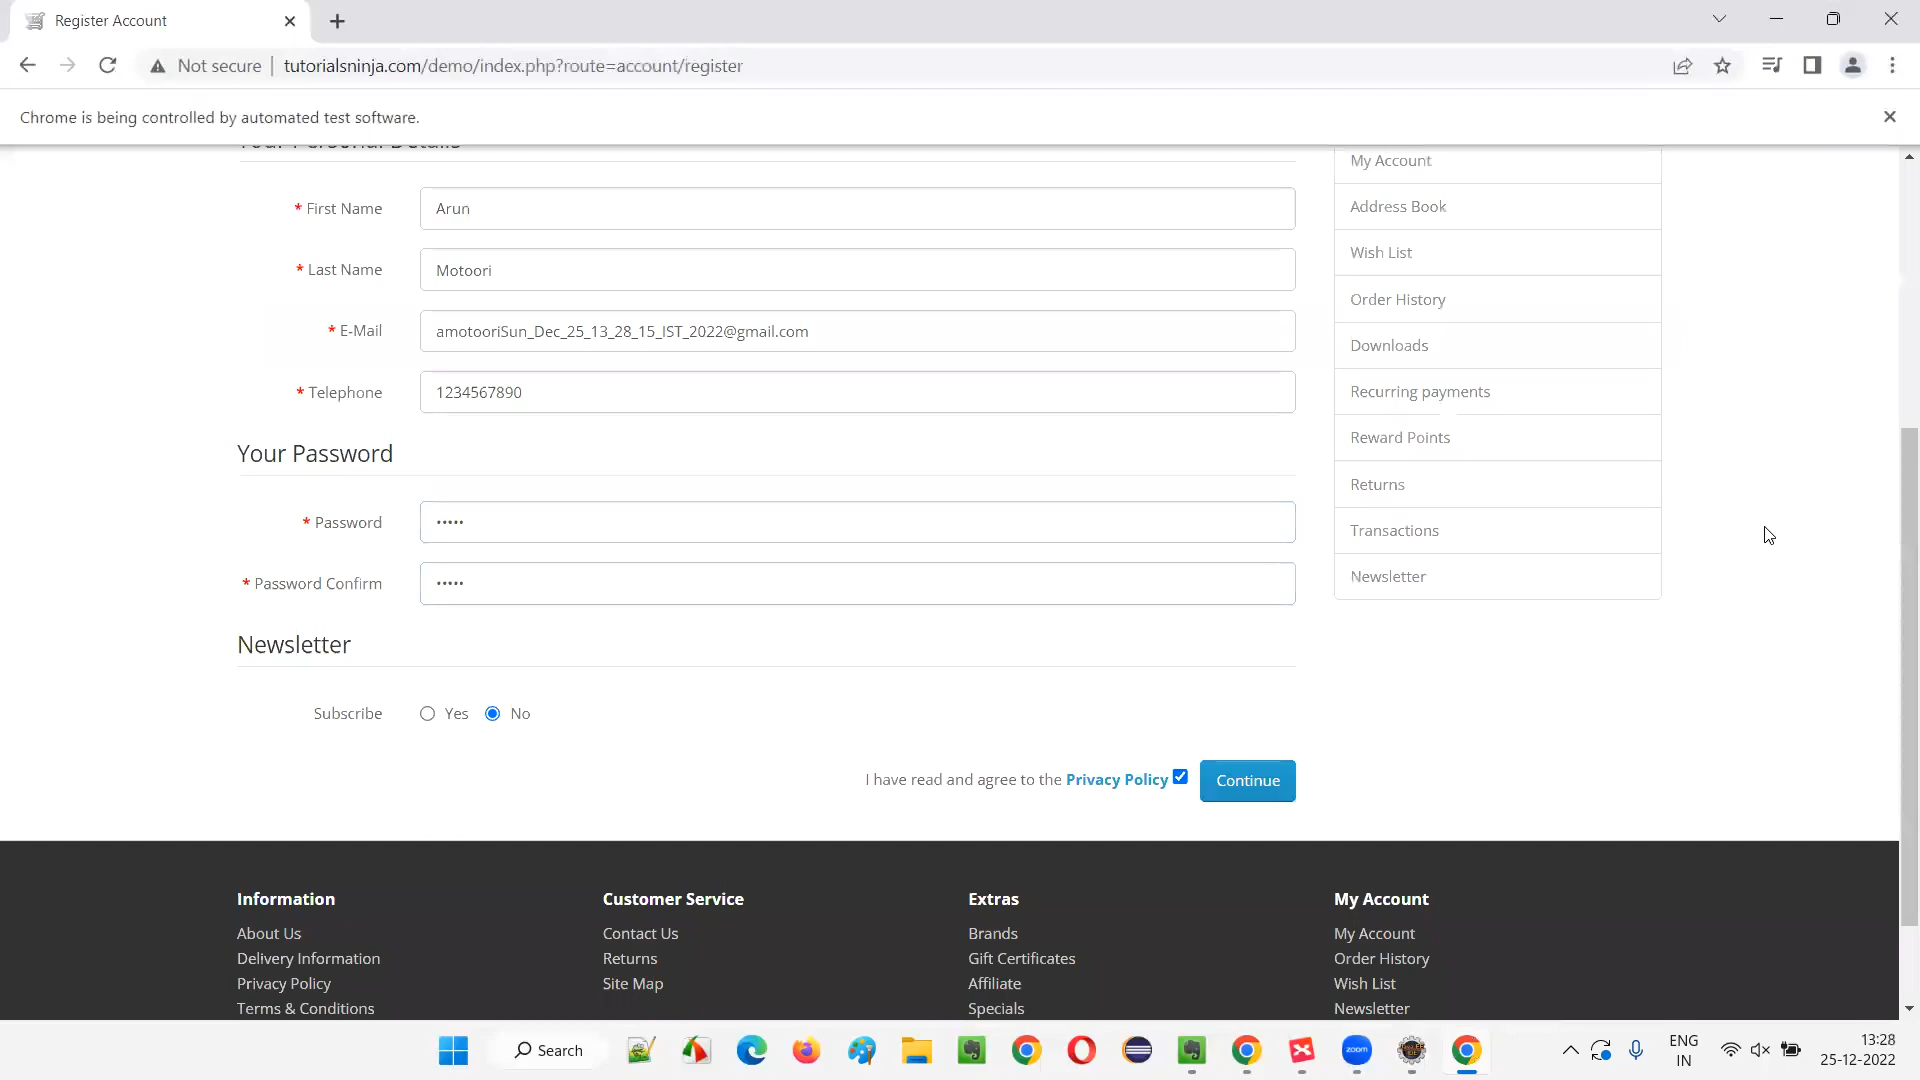 Register Account
Not secure
tutorialsninja.com/demo/index.php?route=account/register
Chrome is being controlled by automated test software.
Your Personal Details
* First Name
Arun
* Last Name
Motoori
* E-Mail
amotooriSun_Dec_25_13_28_15_IST_2022@gmail.com
* Telephone
1234567890
Your Password
* Password
•••••
* Password Confirm
•••••
Newsletter
Subscribe
Yes
No
I have read and agree to the Privacy Policy
Continue
My Account
Address Book
Wish List
Order History
Downloads
Recurring payments
Reward Points
Returns
Transactions
Newsletter
Information
About Us
Delivery Information
Privacy Policy
Terms & Conditions
Customer Service
Contact Us
Returns
Site Map
Extras
Brands
Gift Certificates
Affiliate
Specials
My Account
My Account
Order History
Wish List
Newsletter
Search
zoom
ENG
IN
13:28
25-12-2022